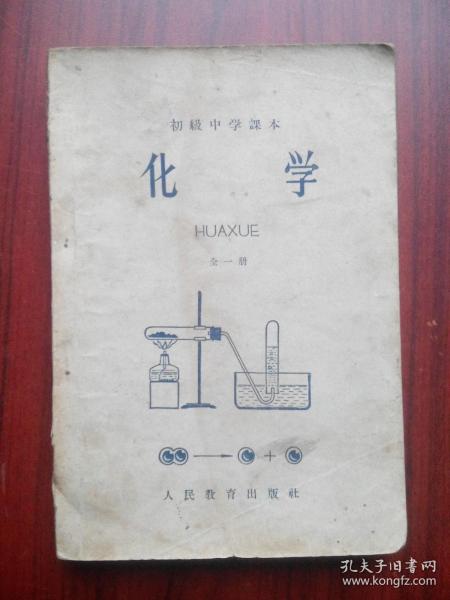 初級中学課本
化学
HUAXUE
全一册
+
人民教育出版社
孔夫子旧书网
www.kongfz.com